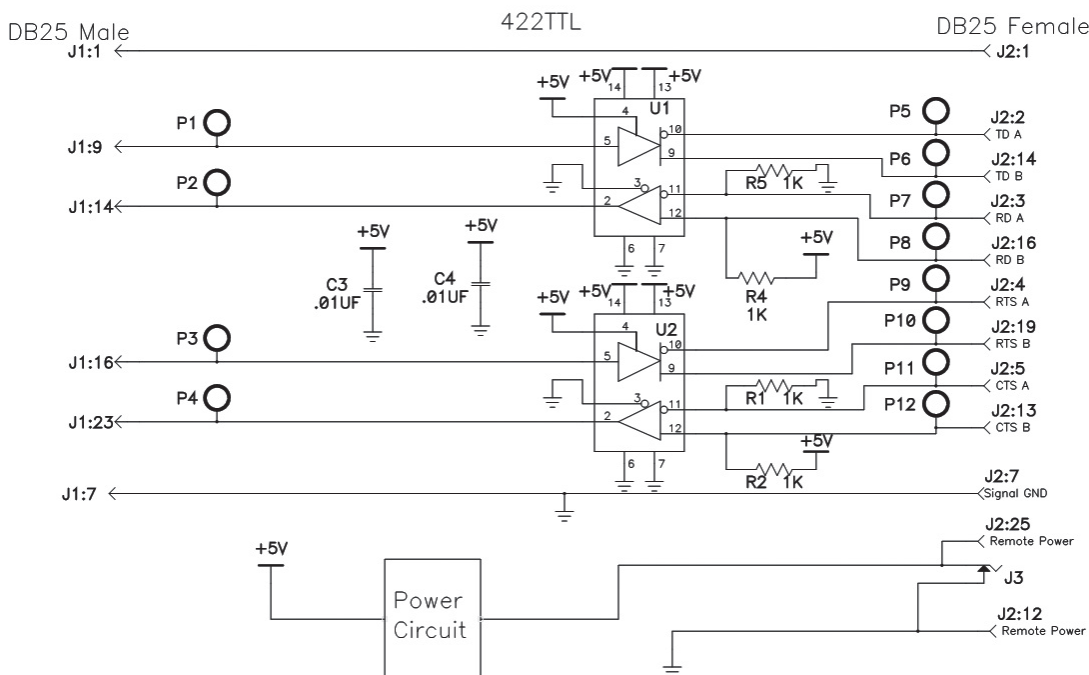 422TTL
DB25 Male
DB25 Female
J1:1
J2:1
+5V
+5V
+5V
14
13
U1
4
P1
J1:9
5
10
9
P5
J2:2
TD A
P6
J2:14
TD B
P2
J1:14
3
2
11
12
R5 1K
P7
J2:3
RD A
P8
J2:16
RD B
6
7
+5V
R4
1K
+5V
C3
.01UF
+5V
C4
.01UF
+5V
+5V
+5V
14
13
U2
4
P3
J1:16
5
10
9
P9
J2:4
RTS A
P10
J2:19
RTS B
P4
J1:23
3
2
11
12
R1 1K
P11
J2:5
CTS A
P12
J2:13
CTS B
6
7
+5V
R2 1K
J1:7
J2:7
Signal GND
J2:25
Remote Power
+5V
J3
Power
Circuit
J2:12
Remote Power